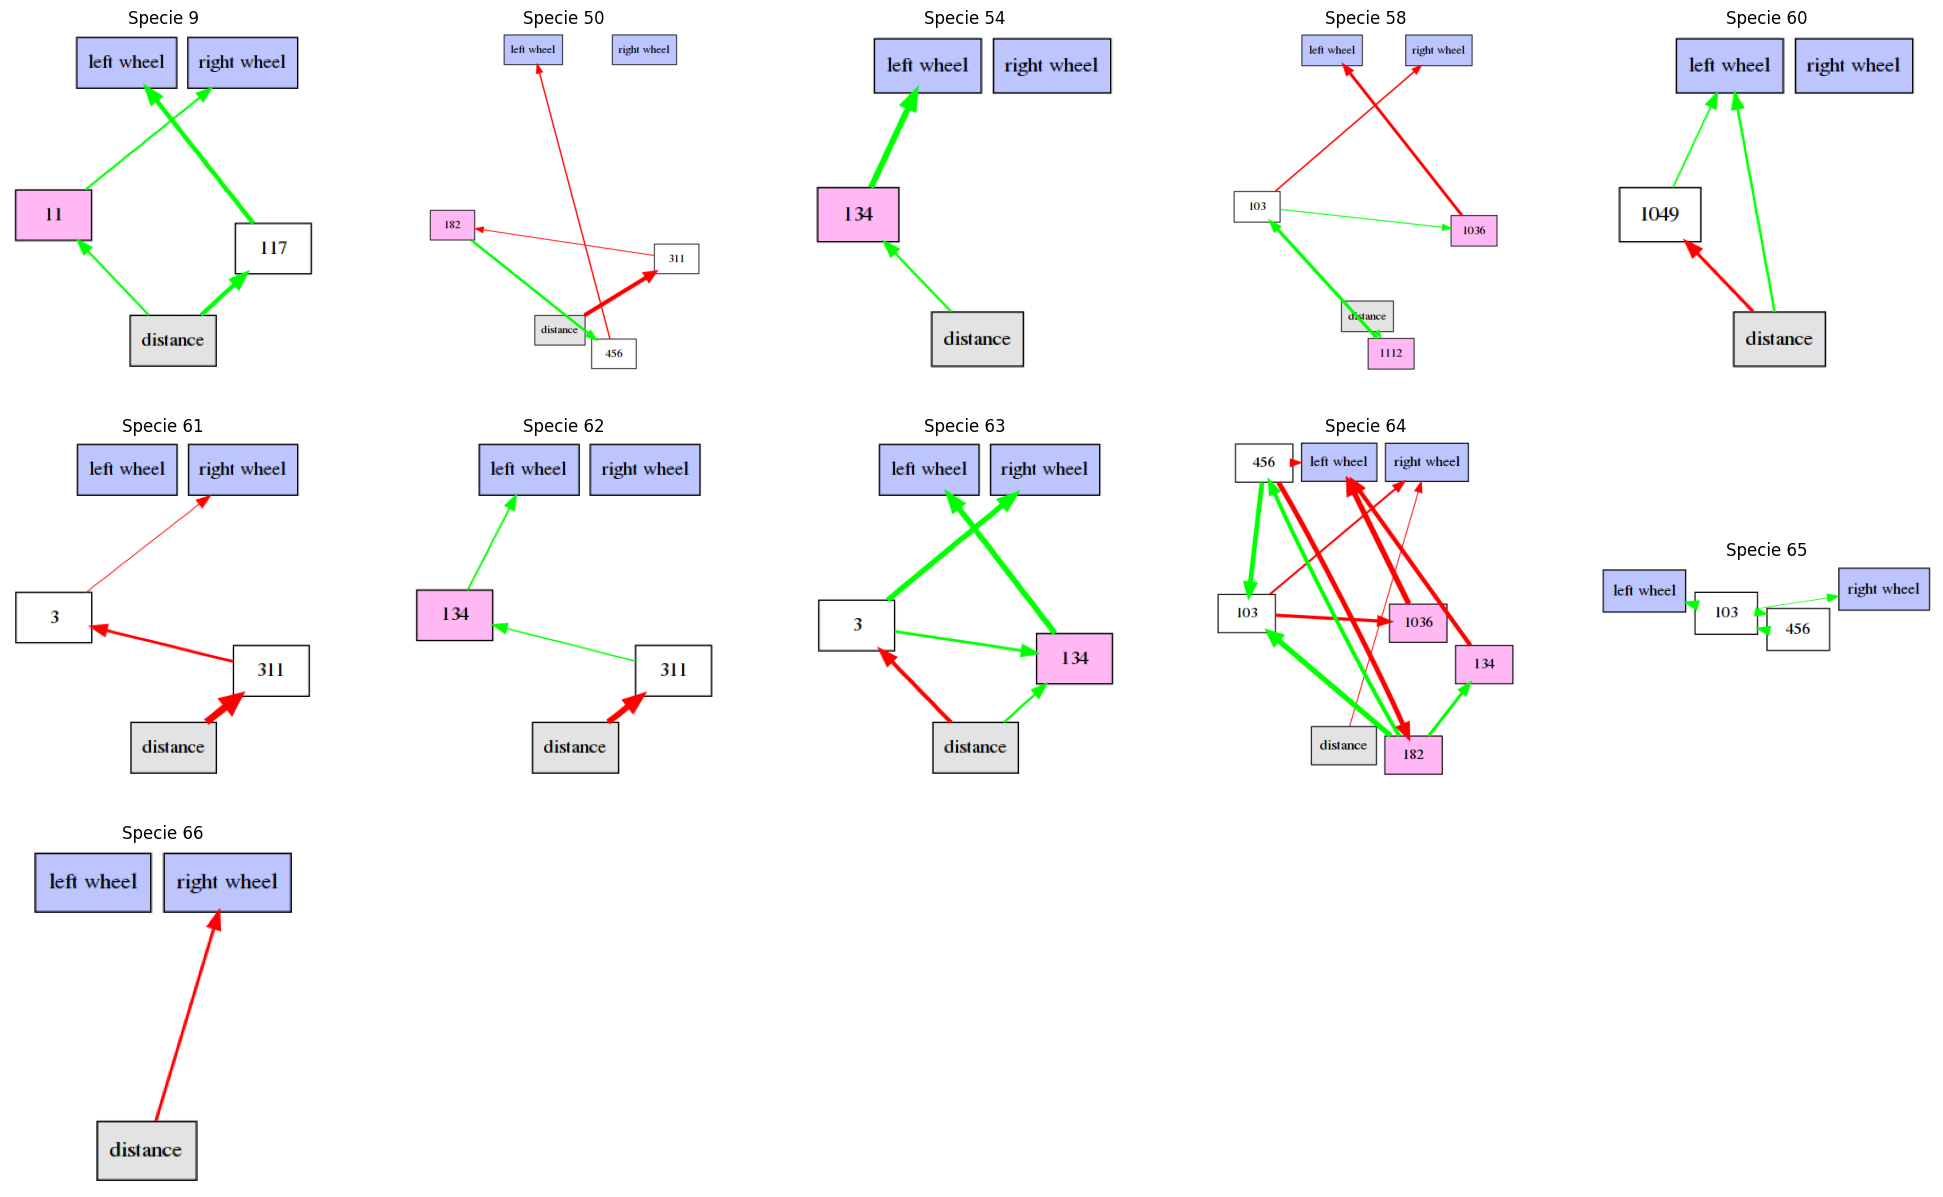 Specie 9
left wheel
right wheel
11
117
distance
Specie 50
left wheel
right wheel
182
311
distance
456
Specie 54
left wheel
right wheel
134
distance
Specie 58
left wheel
right wheel
103
1036
distance
1112
Specie 60
left wheel
right wheel
1049
distance
Specie 61
left wheel
right wheel
3
311
distance
Specie 62
left wheel
right wheel
134
311
distance
Specie 63
left wheel
right wheel
3
134
distance
Specie 64
456
left wheel
right wheel
103
1036
134
distance
182
Specie 65
left wheel
103
456
right wheel
Specie 66
left wheel
right wheel
distance